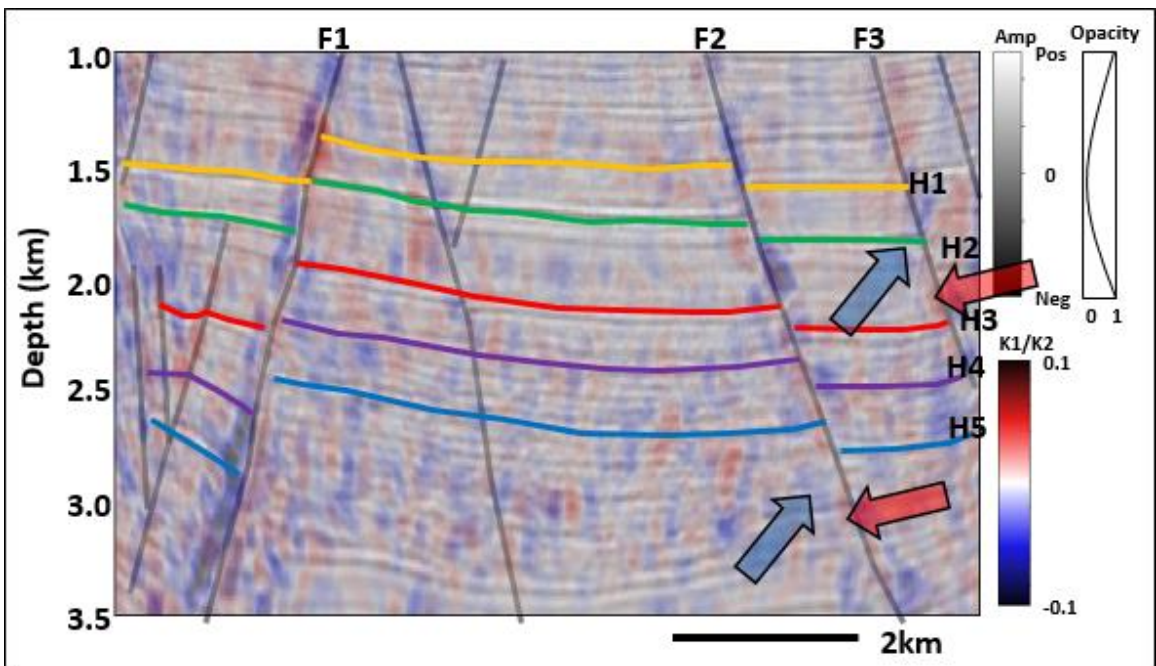 F1
F2
F3
Amp
Opacity
1.0
Pos
1.5
0
H1
H2
2.0
Neg
0 1
H3
K1/K2
0.1
H4
2.5
H5
3.0
-0.1
3.5
2km
Depth (km)